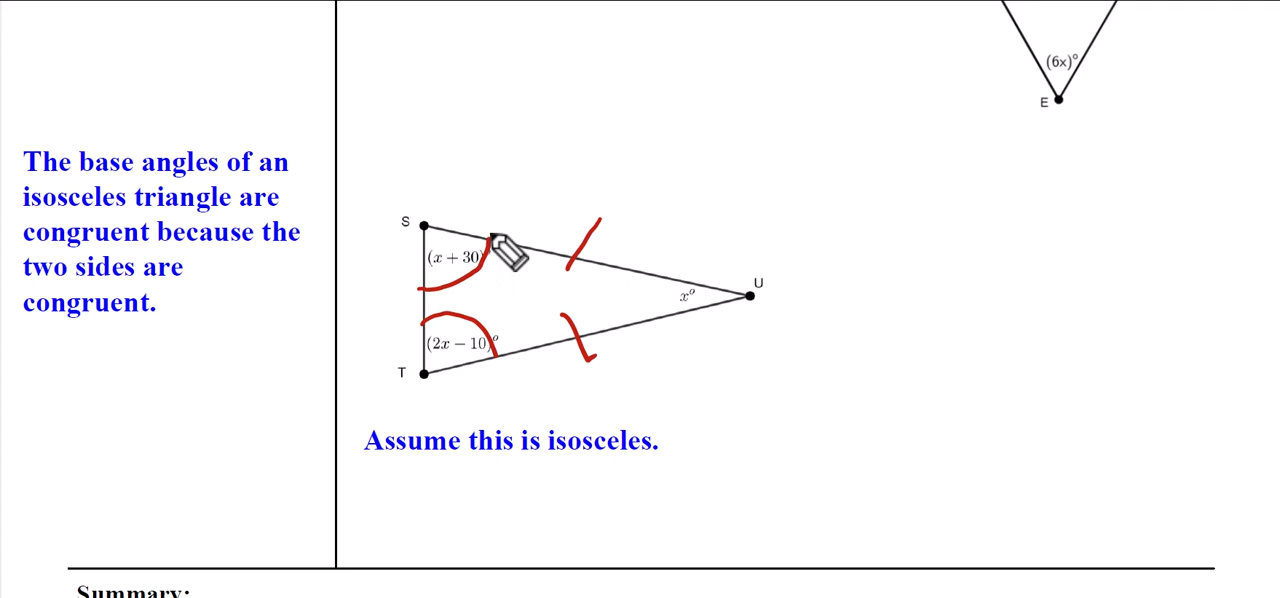 (6x)°
E
The base angles of an
isosceles triangle are
congruent because the
two sides are
congruent.
S
(x + 30)
U
x°
(2x − 10)°
T
Assume this is isosceles.
Summary: